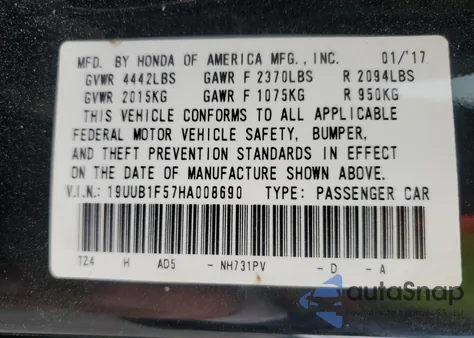 MFD. BY HONDA OF AMERICA MFG., INC. 01/'17
GVWR 4442LBS GAWR F 2370LBS R 2094LBS
GVWR 2015KG GAWR F 1075KG R 950KG
THIS VEHICLE CONFORMS TO ALL APPLICABLE
FEDERAL MOTOR VEHICLE SAFETY, BUMPER,
AND THEFT PREVENTION STANDARDS IN EFFECT
ON THE DATE OF MANUFACTURE SHOWN ABOVE.
V.I.N.: 19UUB1F57HA008690 TYPE: PASSENGER CAR
T24 H AD5 - NH731PV - D - A
autoSnap